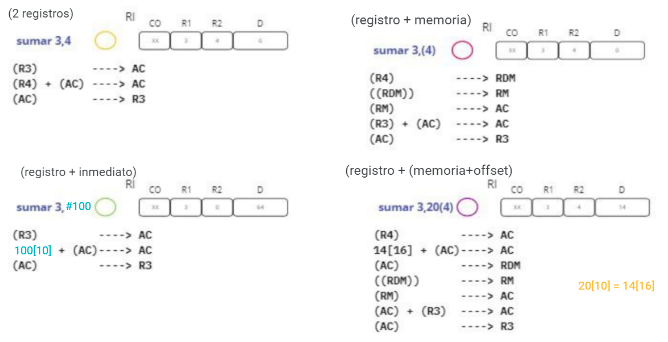 (2 registros)
RI
CO R1 R2 D
sumar 3,4
xx 3 4 0
(R3) ----> AC
(R4) + (AC) ----> AC
(AC) ----> R3
(registro + memoria)
RI
CO R1 R2 D
sumar 3,(4)
xx 3 4 0
(R4) ----> RDM
((RDM)) ----> RM
(RM) ----> AC
(R3) + (AC) ----> AC
(AC) ----> R3
(registro + inmediato)
RI
CO R1 R2 D
sumar 3, #100
xx 3 0 64
(R3) ----> AC
100[10] + (AC)----> AC
(AC) ----> R3
(registro + (memoria+offset)
RI
CO R1 R2 D
sumar 3,20(4)
xx 3 4 14
(R4) ----> AC
14[16] + (AC)----> AC
(AC) ----> RDM
((RDM)) ----> RM
(RM) ----> AC
(AC) + (R3) ----> AC
(AC) ----> R3
20[10] = 14[16]